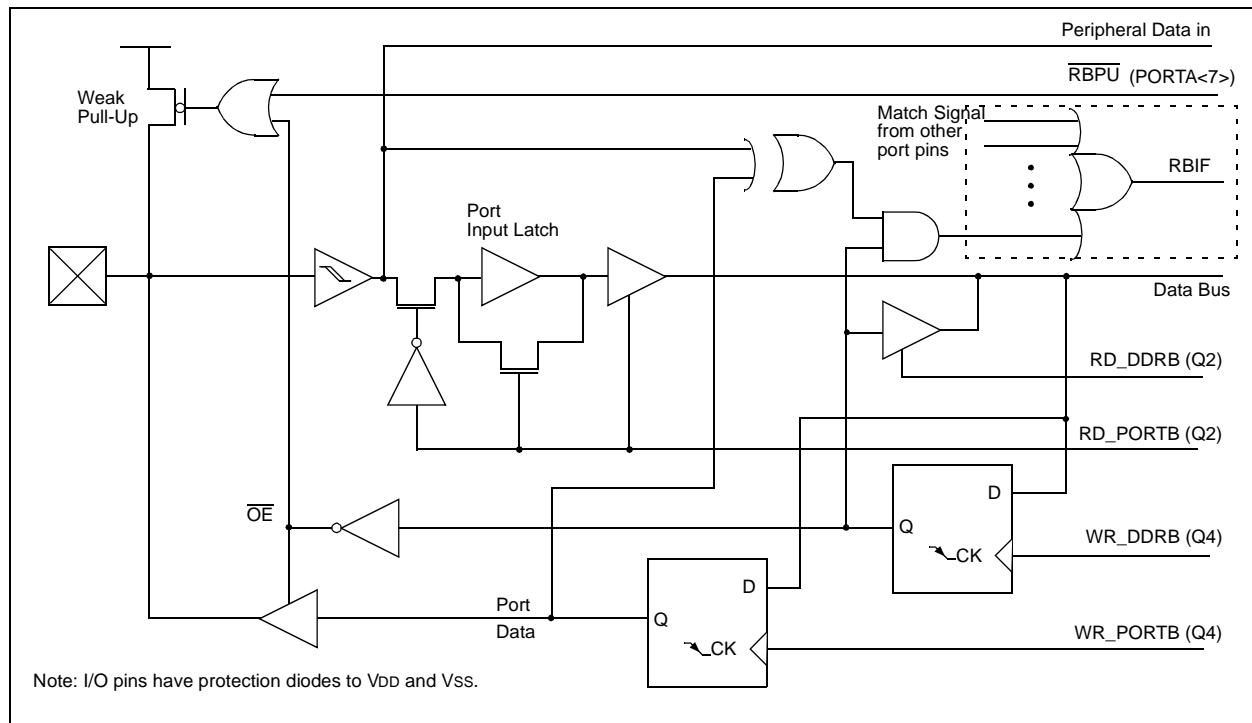 Peripheral Data in
RBPU (PORTA<7>)
Weak
Pull-Up
Match Signal
from other
port pins
RBIF
Port
Input Latch
Data Bus
RD_DDRB (Q2)
RD_PORTB (Q2)
OE
D
Q
CK
WR_DDRB (Q4)
Port
Data
D
Q
CK
WR_PORTB (Q4)
Note: I/O pins have protection diodes to VDD and VSS.